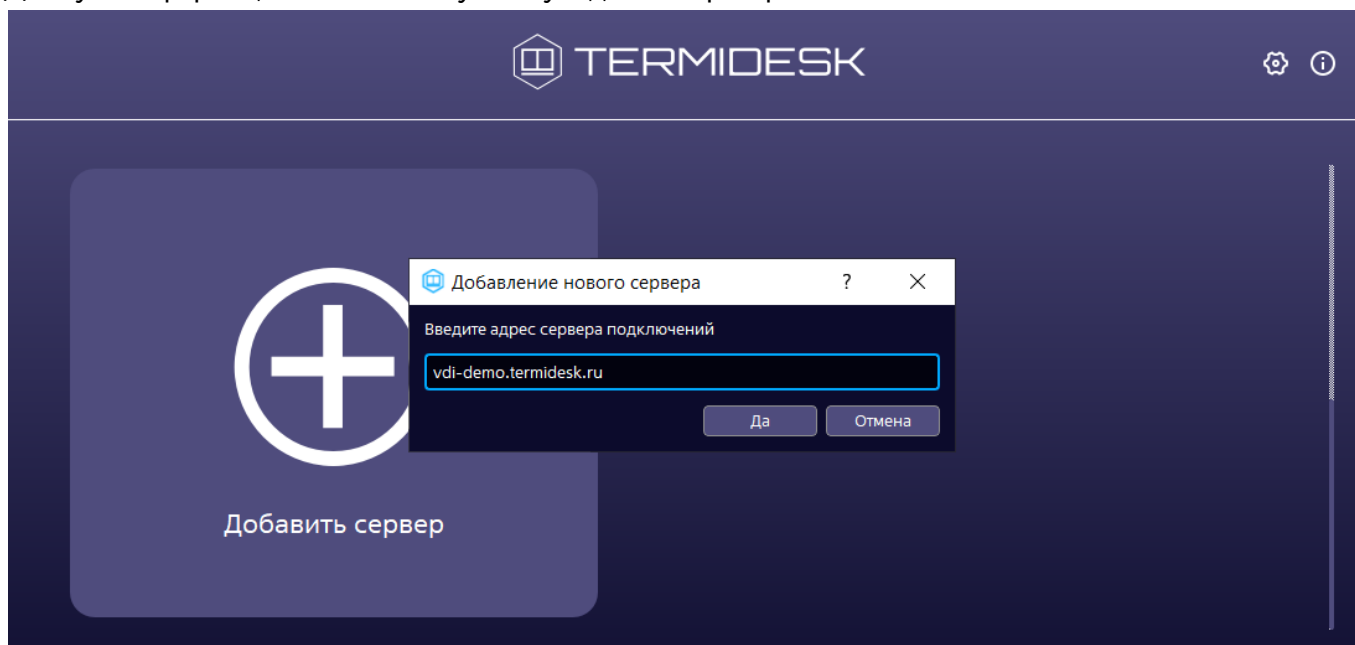 TERMIDESK
Добавление нового сервера
?
Введите адрес сервера подключений
vdi-demo.termidesk.ru
Да
Отмена
Добавить сервер